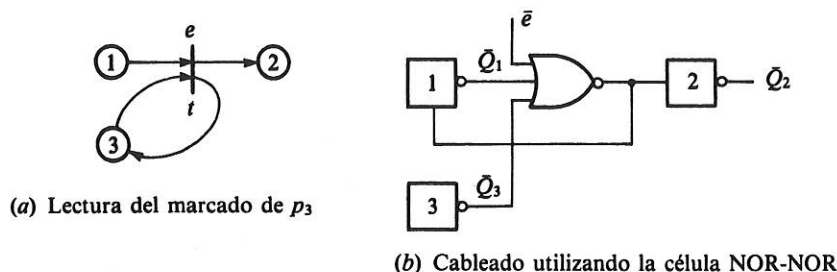 e
1
2
t
3
(a) Lectura del marcado de p₃
ē
1
Q̄₁
2
Q̄₂
3
Q̄₃
(b) Cableado utilizando la célula NOR-NOR